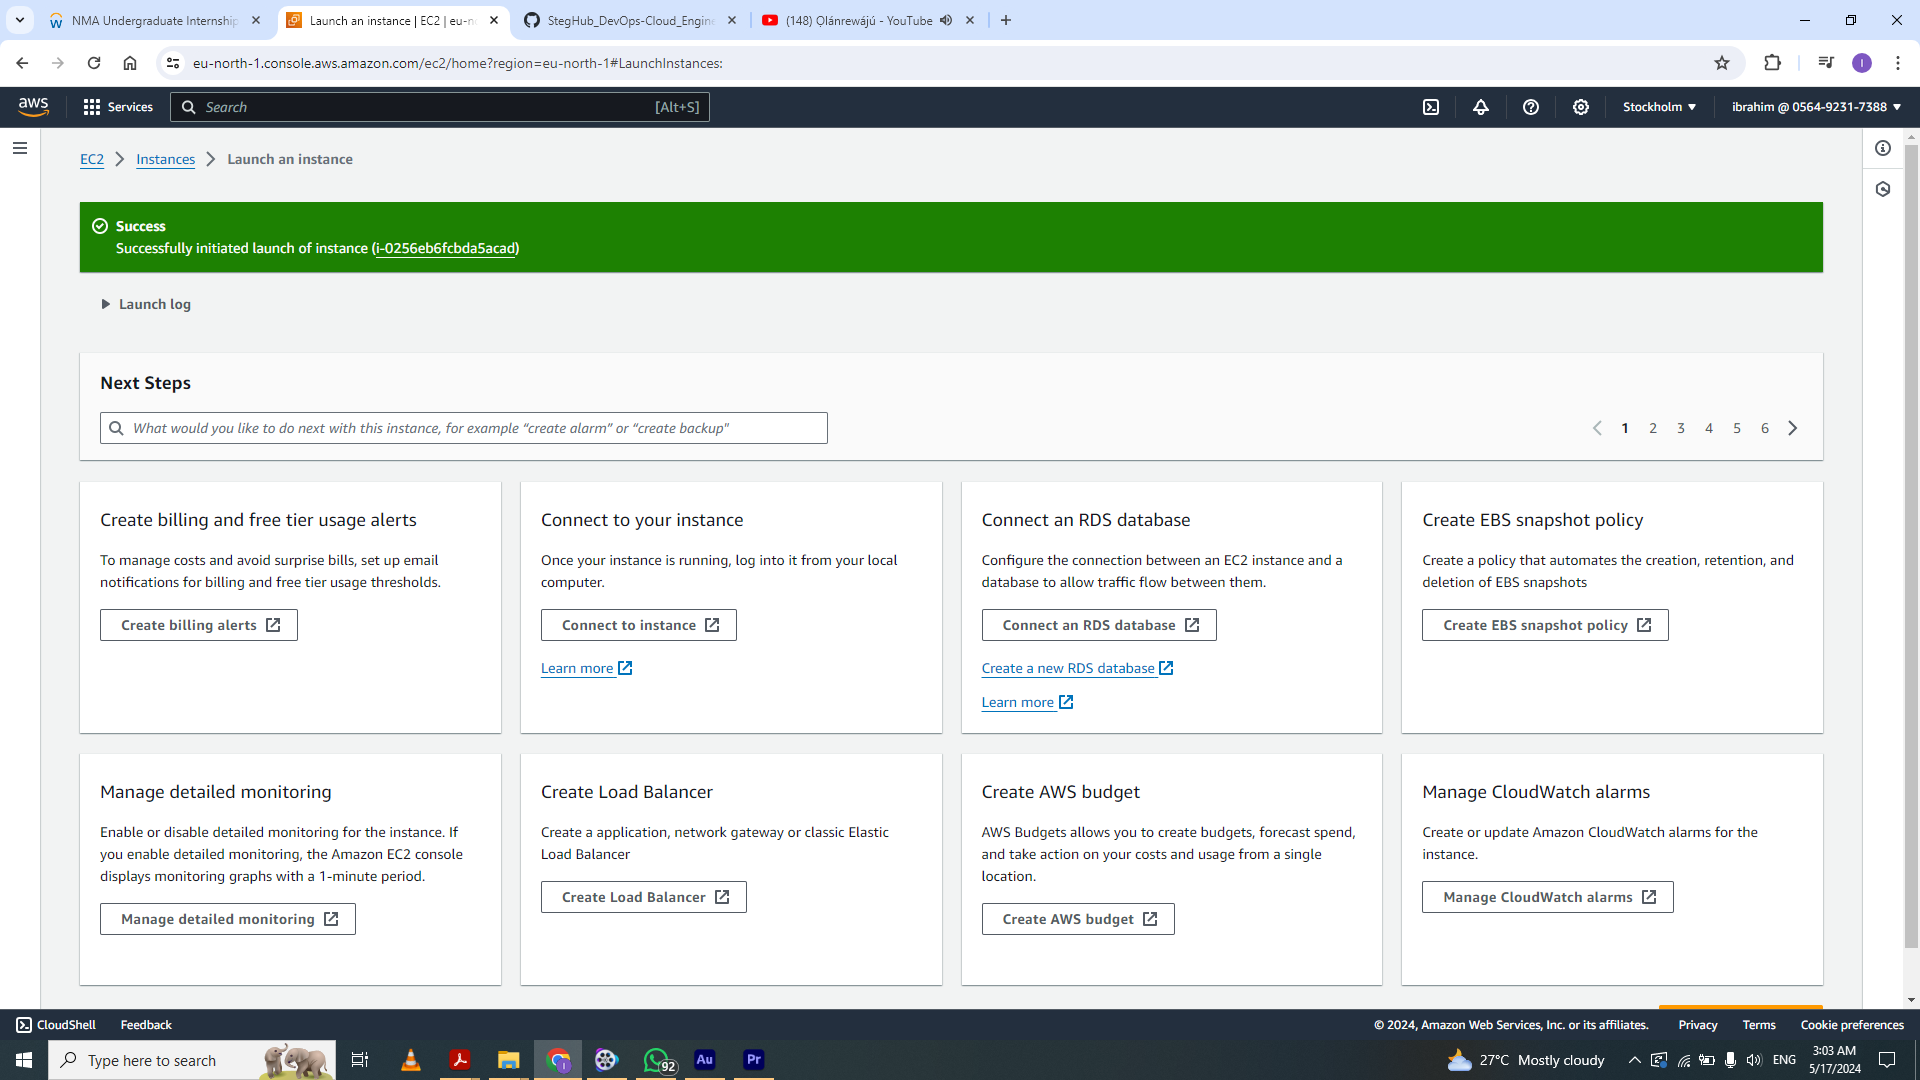 NMA Undergraduate Internship
Launch an instance | EC2 | eu-no
StegHub_DevOps-Cloud_Engine
(148) Ọlánrewájú - YouTube
eu-north-1.console.aws.amazon.com/ec2/home?region=eu-north-1#LaunchInstances:
I
aws
Services
Search
[Alt+S]
Stockholm
ibrahim @ 0564-9231-7388
EC2
Instances
Launch an instance
Success
Successfully initiated launch of instance (i-0256eb6fcbda5acad)
Launch log
Next Steps
What would you like to do next with this instance, for example “create alarm” or “create backup”
1 2 3 4 5 6
Create billing and free tier usage alerts
To manage costs and avoid surprise bills, set up email
notifications for billing and free tier usage thresholds.
Create billing alerts
Connect to your instance
Once your instance is running, log into it from your local
computer.
Connect to instance
Learn more
Connect an RDS database
Configure the connection between an EC2 instance and a
database to allow traffic flow between them.
Connect an RDS database
Create a new RDS database
Learn more
Create EBS snapshot policy
Create a policy that automates the creation, retention, and
deletion of EBS snapshots
Create EBS snapshot policy
Manage detailed monitoring
Enable or disable detailed monitoring for the instance. If
you enable detailed monitoring, the Amazon EC2 console
displays monitoring graphs with a 1-minute period.
Manage detailed monitoring
Create Load Balancer
Create a application, network gateway or classic Elastic
Load Balancer
Create Load Balancer
Create AWS budget
AWS Budgets allows you to create budgets, forecast spend,
and take action on your costs and usage from a single
location.
Create AWS budget
Manage CloudWatch alarms
Create or update Amazon CloudWatch alarms for the
instance.
Manage CloudWatch alarms
CloudShell
Feedback
© 2024, Amazon Web Services, Inc. or its affiliates.
Privacy
Terms
Cookie preferences
Type here to search
92
Au
Pr
27°C Mostly cloudy
ENG
3:03 AM
5/17/2024